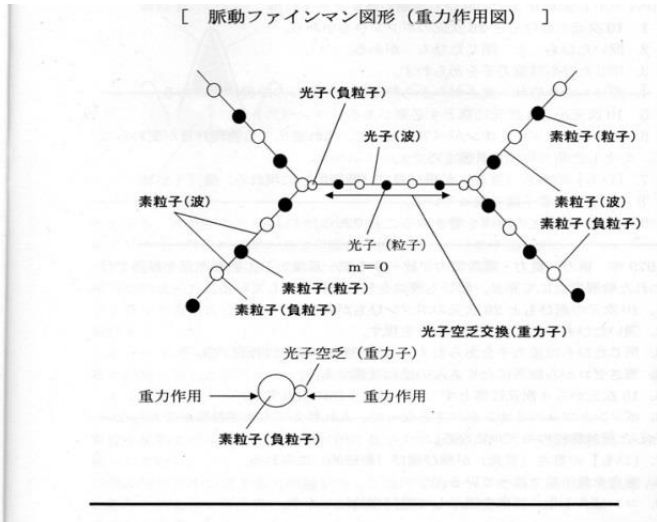 [ 脈動ファインマン図形（重力作用図） ]
光子(負粒子)
光子(波)
素粒子(粒子)
素粒子(波)
素粒子(波)
素粒子(負粒子)
光子（粒子）
m＝0
素粒子(粒子)
素粒子(負粒子)
光子空乏交換(重力子)
光子空乏（重力子）
重力作用
重力作用
素粒子(負粒子)